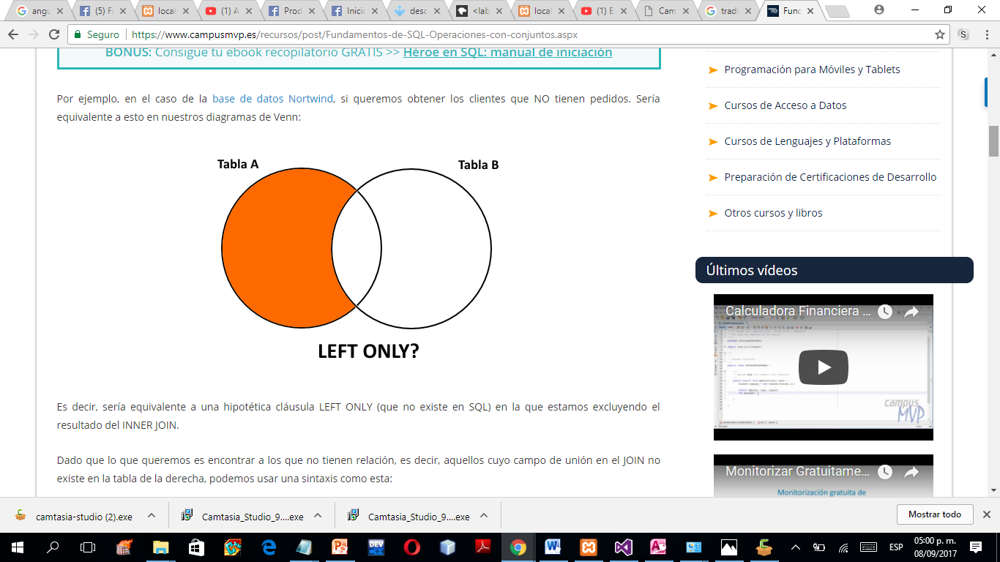 angu
(5) Fa
local
(1) A
Prod
Inicio
desc
<lab
local
(1) E
Cam
tradu
Func
Seguro
https://www.campusmvp.es/recursos/post/Fundamentos-de-SQL-Operaciones-con-conjuntos.aspx
BONUS: Consigue tu ebook recopilatorio GRATIS >> Héroe en SQL: manual de iniciación
Por ejemplo, en el caso de la base de datos Nortwind, si queremos obtener los clientes que NO tienen pedidos. Sería
equivalente a esto en nuestros diagramas de Venn:
Tabla A
Tabla B
LEFT ONLY?
Es decir, sería equivalente a una hipotética cláusula LEFT ONLY (que no existe en SQL) en la que estamos excluyendo el
resultado del INNER JOIN.
Dado que lo que queremos es encontrar a los que no tienen relación, es decir, aquellos cuyo campo de unión en el JOIN no
existe en la tabla de la derecha, podemos usar una sintaxis como esta:
Programación para Móviles y Tablets
Cursos de Acceso a Datos
Cursos de Lenguajes y Plataformas
Preparación de Certificaciones de Desarrollo
Otros cursos y libros
Últimos vídeos
Calculadora Financiera ...
campus
MVP
Monitorizar Gratuitame...
Monitorización gratuita de
camtasia-studio (2).exe
Camtasia_Studio_9....exe
Camtasia_Studio_9....exe
Mostrar todo
DEV
ESP
05:00 p. m.
08/09/2017